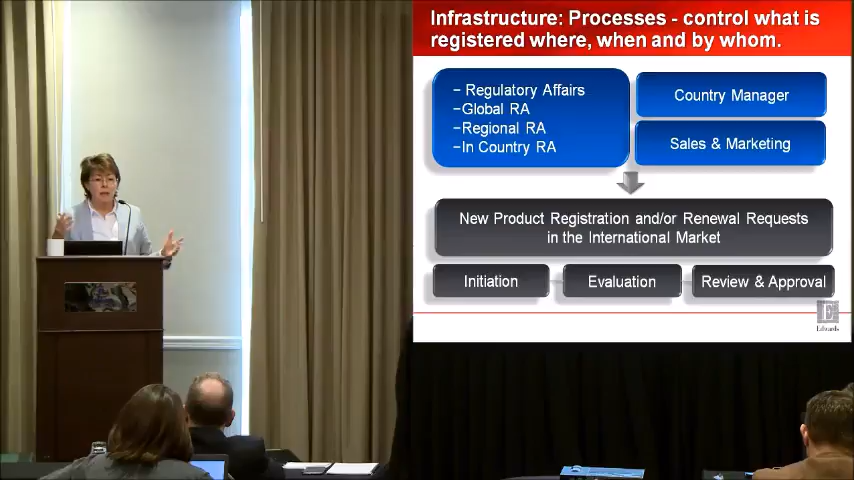 Infrastructure: Processes - control what is
registered where, when and by whom.
- Regulatory Affairs
-Global RA
-Regional RA
-In Country RA
Country Manager
Sales & Marketing
New Product Registration and/or Renewal Requests
in the International Market
Initiation
Evaluation
Review & Approval
E
Edwards